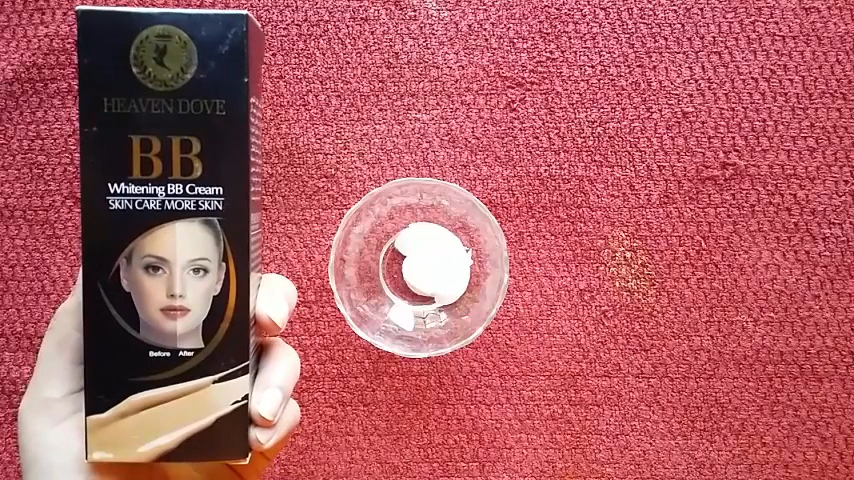 HEAVEN DOVE
BB
Whitening BB Cream
SKIN CARE MORE SKIN
Before After